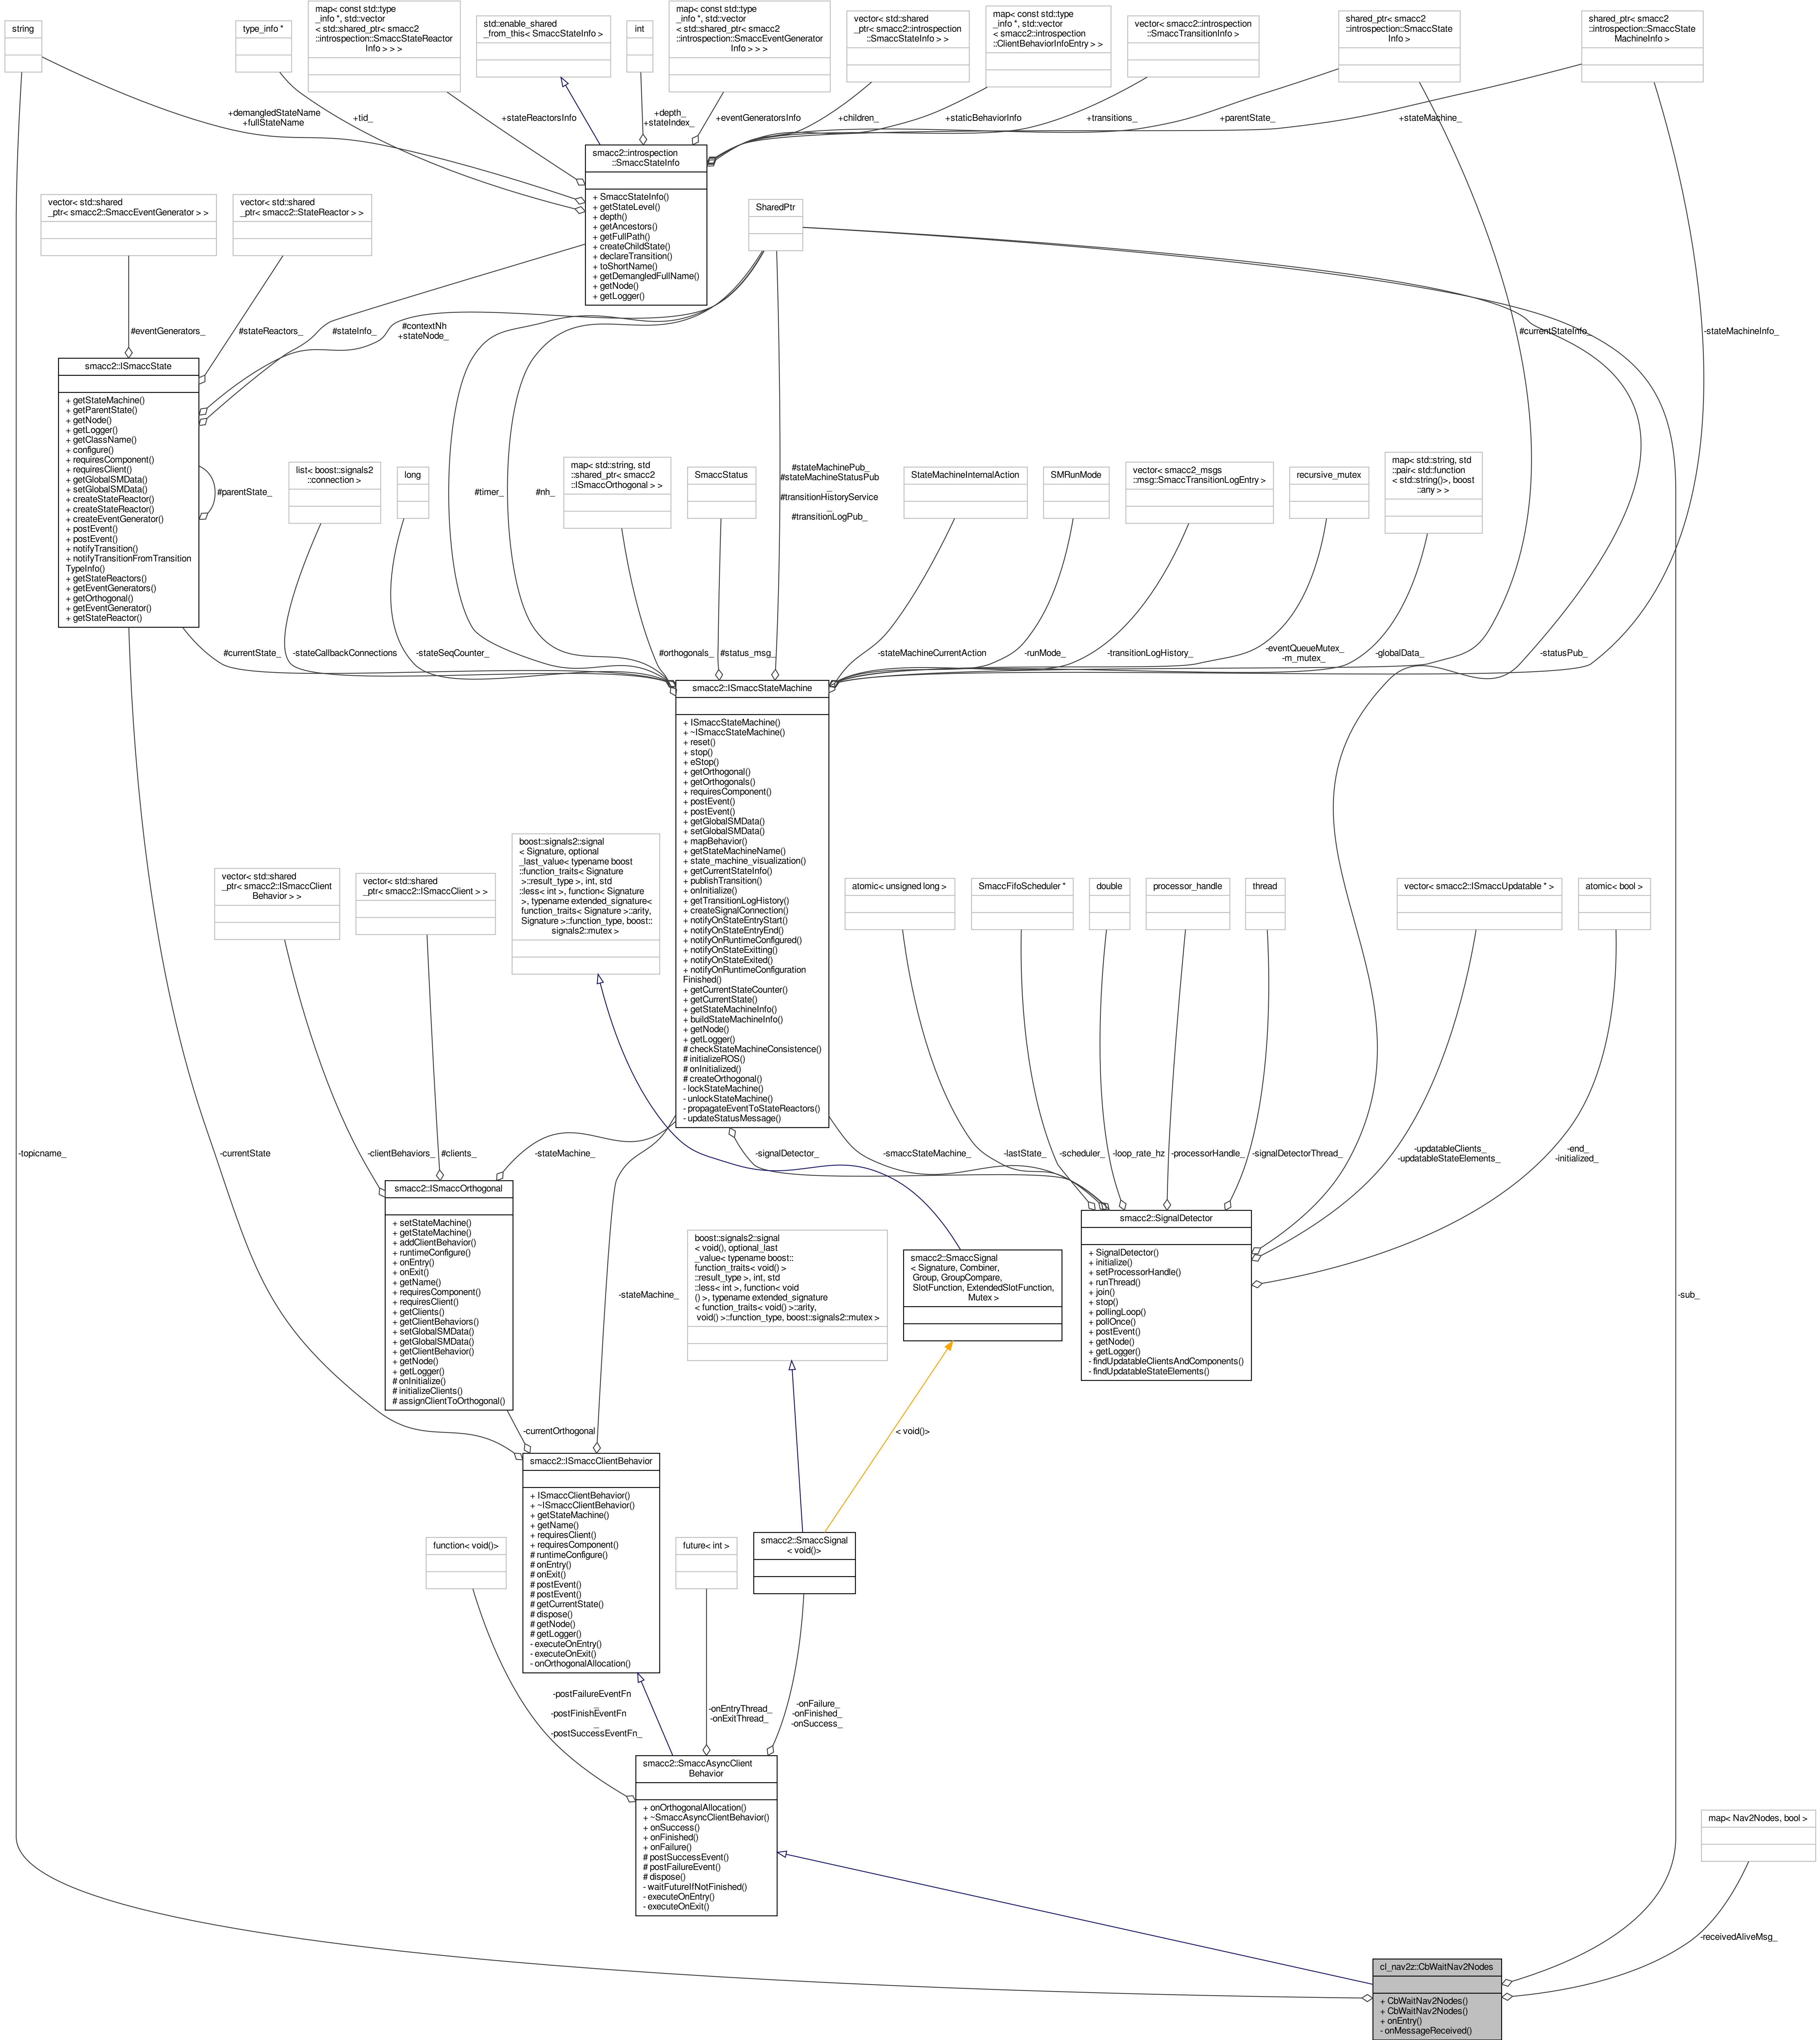 string
type_info *
map< const std::type
_info *, std::vector
< std::shared_ptr< smacc2
::introspection::SmaccStateReactor
Info > > >
std::enable_shared
_from_this< SmaccStateInfo >
int
map< const std::type
_info *, std::vector
< std::shared_ptr< smacc2
::introspection::SmaccEventGenerator
Info > > >
vector< std::shared
_ptr< smacc2::introspection
::SmaccStateInfo > >
map< const std::type
_info *, std::vector
< smacc2::introspection
::ClientBehaviorInfoEntry > >
vector< smacc2::introspection
::SmaccTransitionInfo >
shared_ptr< smacc2
::introspection::SmaccState
Info >
shared_ptr< smacc2
::introspection::SmaccState
MachineInfo >
+demangledStateName
+fullStateName
+tid_
+stateReactorsInfo
+depth_
+stateIndex_
+eventGeneratorsInfo
+children_
+staticBehaviorInfo
+transitions_
+parentState_
+stateMachine_
smacc2::introspection
::SmaccStateInfo
+ SmaccStateInfo()
+ getStateLevel()
+ depth()
+ getAncestors()
+ getFullPath()
+ createChildState()
+ declareTransition()
+ toShortName()
+ getDemangledFullName()
+ getNode()
+ getLogger()
vector< std::shared
_ptr< smacc2::SmaccEventGenerator > >
vector< std::shared
_ptr< smacc2::StateReactor > >
SharedPtr
#eventGenerators_
#stateReactors_
#stateInfo_
#contextNh
+stateNode_
#currentStateInfo_
-stateMachineInfo_
smacc2::ISmaccState
+ getStateMachine()
+ getParentState()
+ getNode()
+ getLogger()
+ getClassName()
+ configure()
+ requiresComponent()
+ requiresClient()
+ getGlobalSMData()
+ setGlobalSMData()
+ createStateReactor()
+ createStateReactor()
+ createEventGenerator()
+ postEvent()
+ postEvent()
+ notifyTransition()
+ notifyTransitionFromTransition
TypeInfo()
+ getStateReactors()
+ getEventGenerators()
+ getOrthogonal()
+ getEventGenerator()
+ getStateReactor()
#parentState_
list< boost::signals2
::connection >
long
#timer_
#nh_
map< std::string, std
::shared_ptr< smacc2
::ISmaccOrthogonal > >
SmaccStatus
#stateMachinePub_
#stateMachineStatusPub
_
#transitionHistoryService
_
#transitionLogPub_
StateMachineInternalAction
SMRunMode
vector< smacc2_msgs
::msg::SmaccTransitionLogEntry >
recursive_mutex
map< std::string, std
::pair< std::function
< std::string()>, boost
::any > >
#currentState_
-stateCallbackConnections
-stateSeqCounter_
#orthogonals_
#status_msg_
-stateMachineCurrentAction
-runMode_
-transitionLogHistory_
-eventQueueMutex_
-m_mutex_
-globalData_
-statusPub_
smacc2::ISmaccStateMachine
+ ISmaccStateMachine()
+ ~ISmaccStateMachine()
+ reset()
+ stop()
+ eStop()
+ getOrthogonal()
+ getOrthogonals()
+ requiresComponent()
+ postEvent()
+ postEvent()
+ getGlobalSMData()
+ setGlobalSMData()
+ mapBehavior()
+ getStateMachineName()
+ state_machine_visualization()
+ getCurrentStateInfo()
+ publishTransition()
+ onInitialize()
+ getTransitionLogHistory()
+ createSignalConnection()
+ notifyOnStateEntryStart()
+ notifyOnStateEntryEnd()
+ notifyOnRuntimeConfigured()
+ notifyOnStateExitting()
+ notifyOnStateExited()
+ notifyOnRuntimeConfiguration
Finished()
+ getCurrentStateCounter()
+ getCurrentState()
+ getStateMachineInfo()
+ buildStateMachineInfo()
+ getNode()
+ getLogger()
# checkStateMachineConsistence()
# initializeROS()
# onInitialized()
# createOrthogonal()
- lockStateMachine()
- unlockStateMachine()
- propagateEventToStateReactors()
- updateStatusMessage()
vector< std::shared
_ptr< smacc2::ISmaccClient
Behavior > >
vector< std::shared
_ptr< smacc2::ISmaccClient > >
boost::signals2::signal
< Signature, optional
_last_value< typename boost
::function_traits< Signature
>::result_type >, int, std
::less< int >, function< Signature
>, typename extended_signature<
function_traits< Signature >::arity,
Signature >::function_type, boost::
signals2::mutex >
atomic< unsigned long >
SmaccFifoScheduler *
double
processor_handle
thread
vector< smacc2::ISmaccUpdatable * >
atomic< bool >
-topicname_
-currentState
-clientBehaviors_
#clients_
-stateMachine_
-signalDetector_
-smaccStateMachine_
-lastState_
-scheduler_
-loop_rate_hz
-processorHandle_
-signalDetectorThread_
-updatableClients_
-updatableStateElements_
-end_
-initialized_
smacc2::ISmaccOrthogonal
+ setStateMachine()
+ getStateMachine()
+ addClientBehavior()
+ runtimeConfigure()
+ onEntry()
+ onExit()
+ getName()
+ requiresComponent()
+ requiresClient()
+ getClients()
+ getClientBehaviors()
+ setGlobalSMData()
+ getGlobalSMData()
+ getClientBehavior()
+ getNode()
+ getLogger()
# onInitialize()
# initializeClients()
# assignClientToOrthogonal()
-stateMachine_
boost::signals2::signal
< void(), optional_last
_value< typename boost::
function_traits< void() >
::result_type >, int, std
::less< int >, function< void
() >, typename extended_signature
< function_traits< void() >::arity,
void() >::function_type, boost::signals2::mutex >
smacc2::SmaccSignal
< Signature, Combiner,
Group, GroupCompare,
SlotFunction, ExtendedSlotFunction,
Mutex >
smacc2::SignalDetector
+ SignalDetector()
+ initialize()
+ setProcessorHandle()
+ runThread()
+ join()
+ stop()
+ pollingLoop()
+ pollOnce()
+ postEvent()
+ getNode()
+ getLogger()
- findUpdatableClientsAndComponents()
- findUpdatableStateElements()
-sub_
-currentOrthogonal
< void()>
smacc2::ISmaccClientBehavior
+ ISmaccClientBehavior()
+ ~ISmaccClientBehavior()
+ getStateMachine()
+ getName()
+ requiresClient()
+ requiresComponent()
# runtimeConfigure()
# onEntry()
# onExit()
# postEvent()
# postEvent()
# getCurrentState()
# dispose()
# getNode()
# getLogger()
- executeOnEntry()
- executeOnExit()
- onOrthogonalAllocation()
function< void()>
future< int >
smacc2::SmaccSignal
< void()>
-postFailureEventFn
_
-postFinishEventFn
_
-postSuccessEventFn_
-onEntryThread_
-onExitThread_
-onFailure_
-onFinished_
-onSuccess_
smacc2::SmaccAsyncClient
Behavior
+ onOrthogonalAllocation()
+ ~SmaccAsyncClientBehavior()
+ onSuccess()
+ onFinished()
+ onFailure()
# postSuccessEvent()
# postFailureEvent()
# dispose()
- waitFutureIfNotFinished()
- executeOnEntry()
- executeOnExit()
map< Nav2Nodes, bool >
-receivedAliveMsg_
cl_nav2z::CbWaitNav2Nodes
+ CbWaitNav2Nodes()
+ CbWaitNav2Nodes()
+ onEntry()
- onMessageReceived()